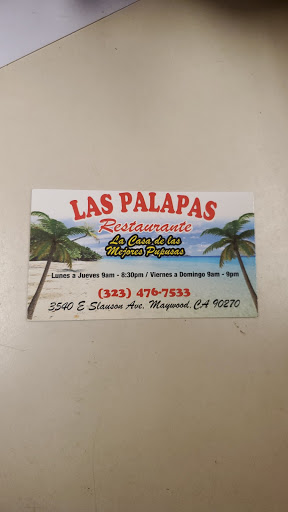 LAS PALAPAS
Restaurante
La Casa de las
Mejores Pupusas
Lunes a Jueves 9am - 8:30pm / Viernes a Domingo 9am - 9pm
(323) 476-7533
3540 E Slauson Ave, Maywood, CA 90270